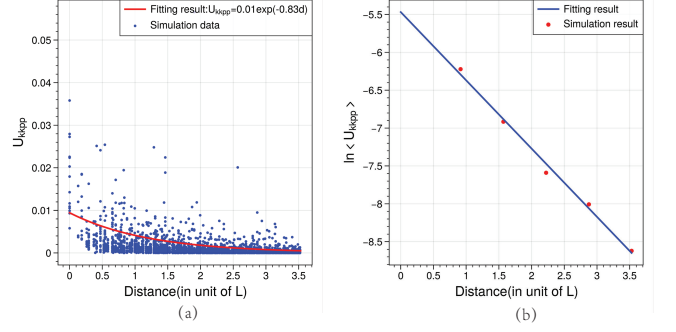 Fitting result:Ukkpp=0.01exp(-0.83d)
Simulation data
0.05
0.04
0.03
0.02
0.01
0
Ukkpp
0 0.5 1 1.5 2 2.5 3 3.5
Distance(in unit of L)
(a)
Fitting result
Simulation result
-5.5
-6
-6.5
-7
-7.5
-8
-8.5
ln < Ukkpp >
0 0.5 1 1.5 2 2.5 3 3.5
Distance(in unit of L)
(b)